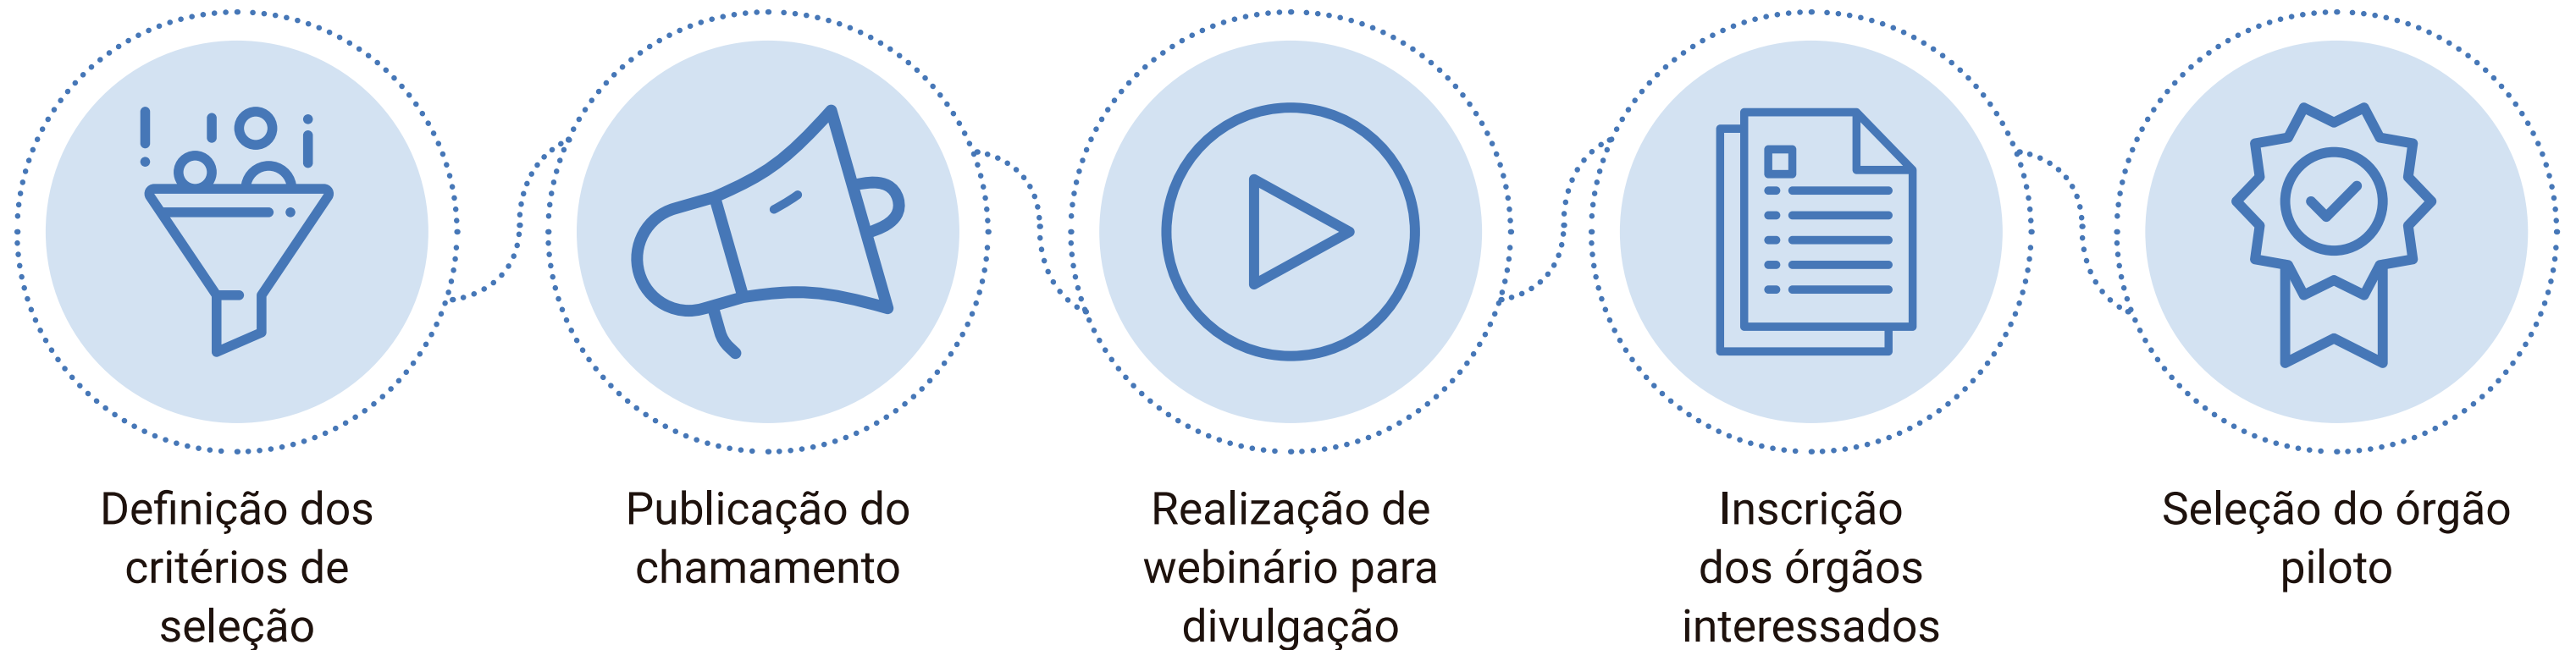 Definição dos
critérios de
seleção
Publicação do
chamamento
Realização de
webinário para
divulgação
Inscrição
dos órgãos
interessados
Seleção do órgão
piloto